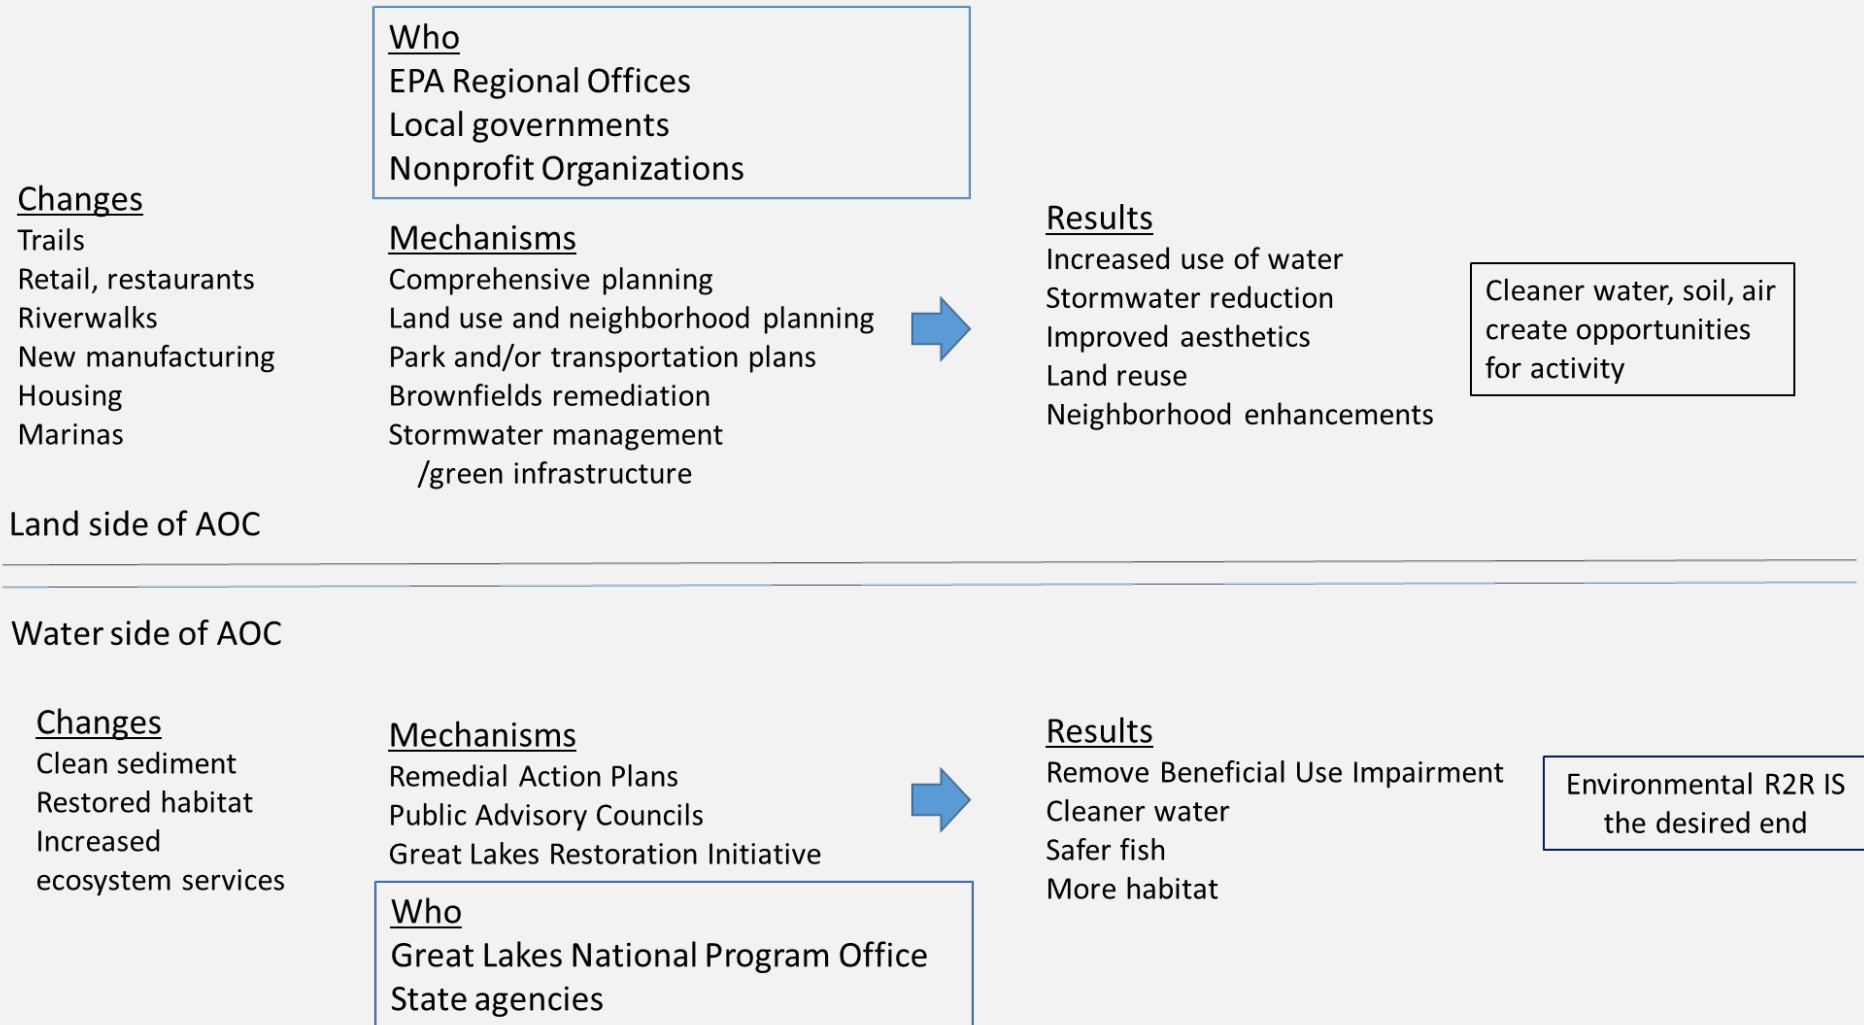 Who
EPA Regional Offices
Local governments
Nonprofit Organizations
Changes
Trails
Retail, restaurants
Riverwalks
New manufacturing
Housing
Marinas
Mechanisms
Comprehensive planning
Land use and neighborhood planning
Park and/or transportation plans
Brownfields remediation
Stormwater management
/green infrastructure
Results
Increased use of water
Stormwater reduction
Improved aesthetics
Land reuse
Neighborhood enhancements
Cleaner water, soil, air
create opportunities
for activity
Land side of AOC
Water side of AOC
Changes
Clean sediment
Restored habitat
Increased
ecosystem services
Mechanisms
Remedial Action Plans
Public Advisory Councils
Great Lakes Restoration Initiative
Who
Great Lakes National Program Office
State agencies
Results
Remove Beneficial Use Impairment
Cleaner water
Safer fish
More habitat
Environmental R2R IS
the desired end